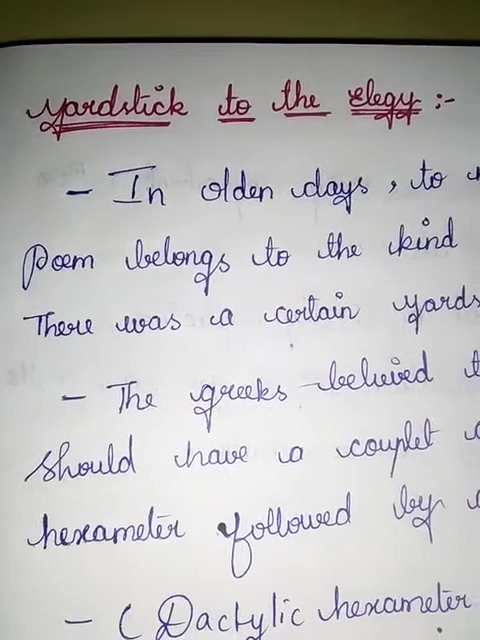 Yardstick to the Elegy :-
- In olden days, to
Poem belongs to the kind
There was a certain yards
- The greeks believed
should have a couplet
hexameter followed by
- ( Dactylic hexameter